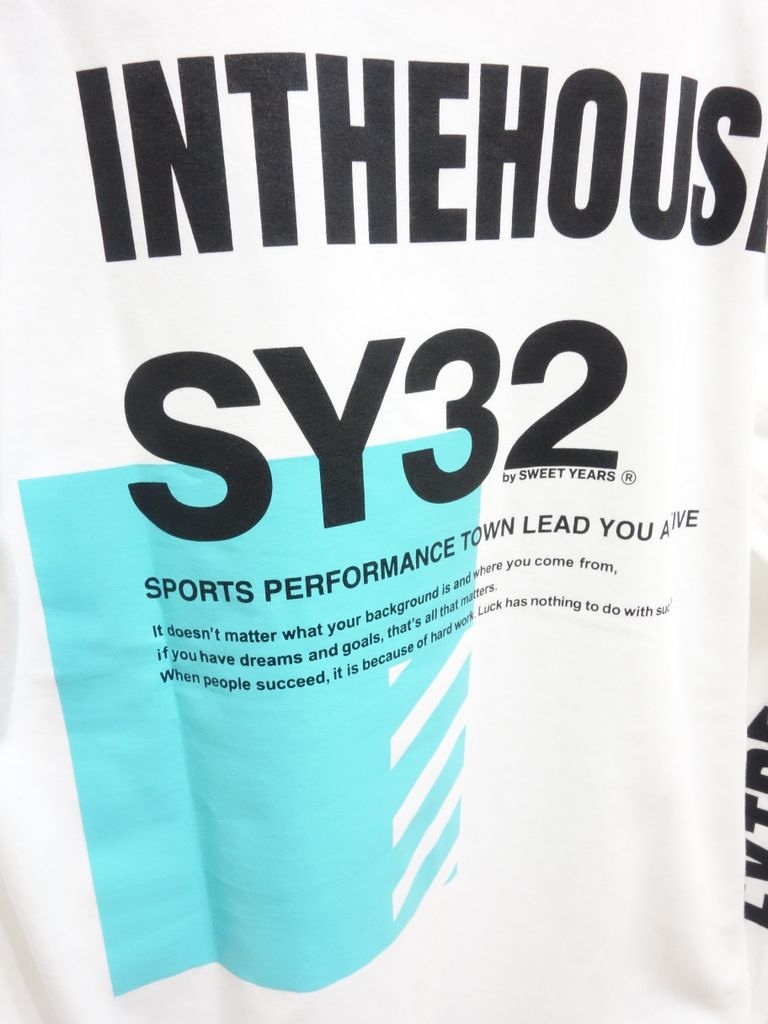 INTHEHOUS
SY32
by SWEET YEARS ®
SPORTS PERFORMANCE TOWN LEAD YOU
It doesn't matter what your background is and where you come from,
if you have dreams and goals, that's all that matters.
When people succeed, it is because of hard work. Luck has nothing to do with suc